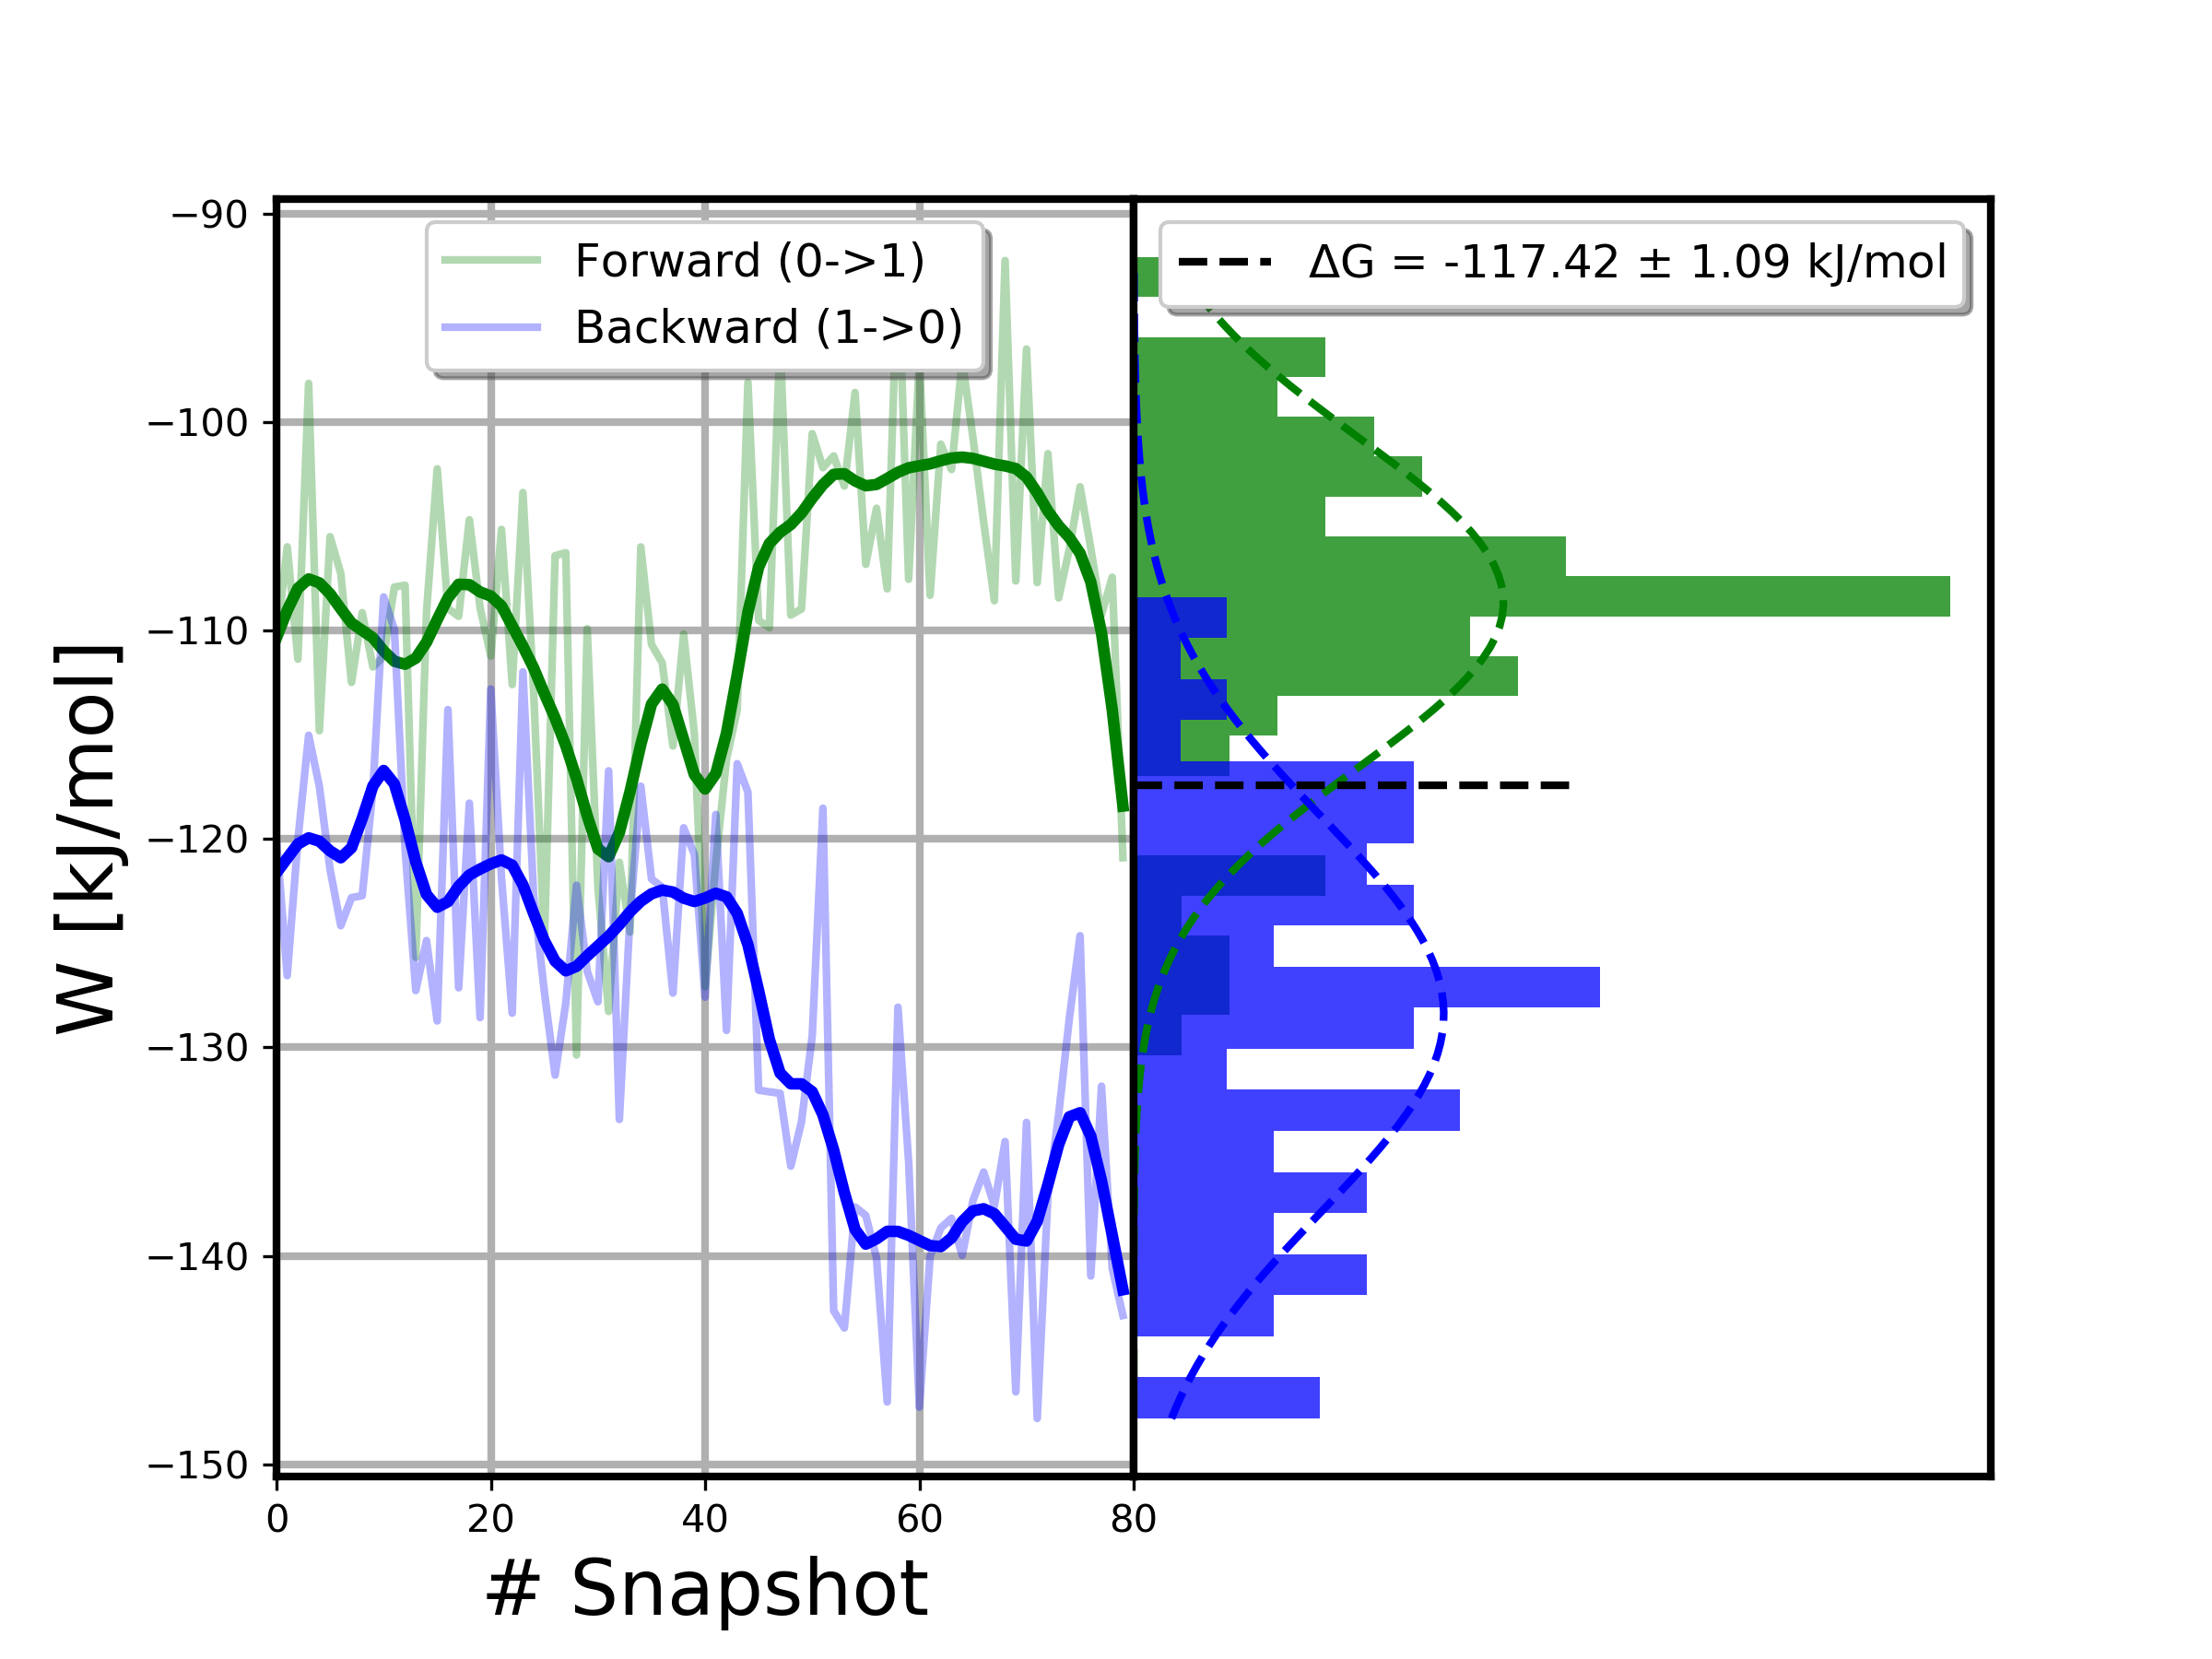 Forward (0->1)
Backward (1->0)
ΔG = -117.42 ± 1.09 kJ/mol
W [kJ/mol]
−90
−100
−110
−120
−130
−140
−150
0 20 40 60 80
# Snapshot